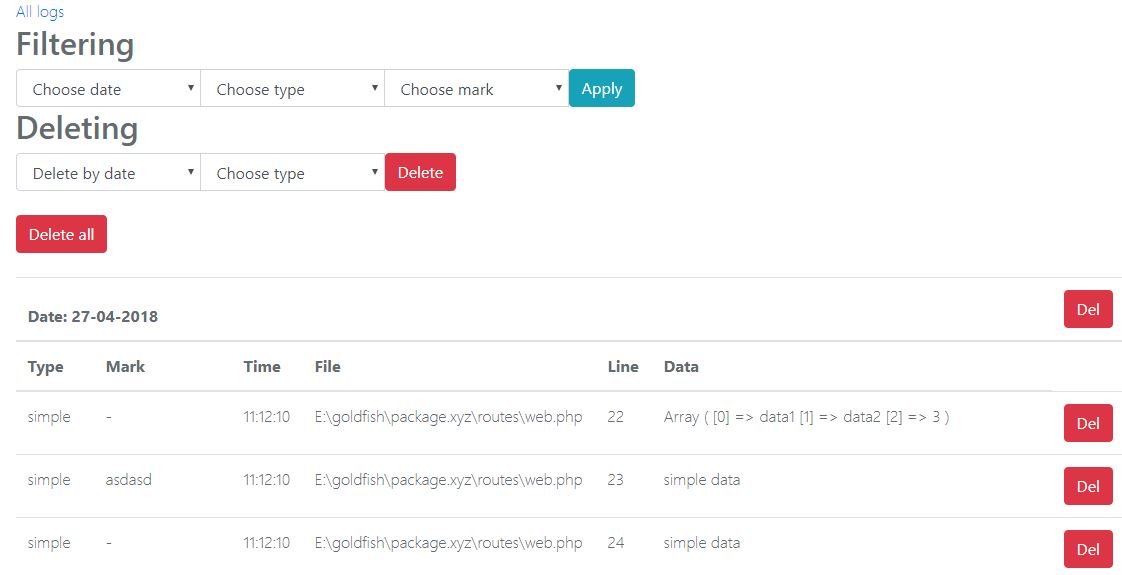 All logs
Filtering
Choose date Choose type Choose mark Apply
Deleting
Delete by date Choose type Delete
Delete all
Date: 27-04-2018 Del
Type Mark Time File Line Data
simple - 11:12:10 E:\goldfish\package.xyz\routes\web.php 22 Array ( [0] => data1 [1] => data2 [2] => 3 ) Del
simple asdasd 11:12:10 E:\goldfish\package.xyz\routes\web.php 23 simple data Del
simple - 11:12:10 E:\goldfish\package.xyz\routes\web.php 24 simple data Del